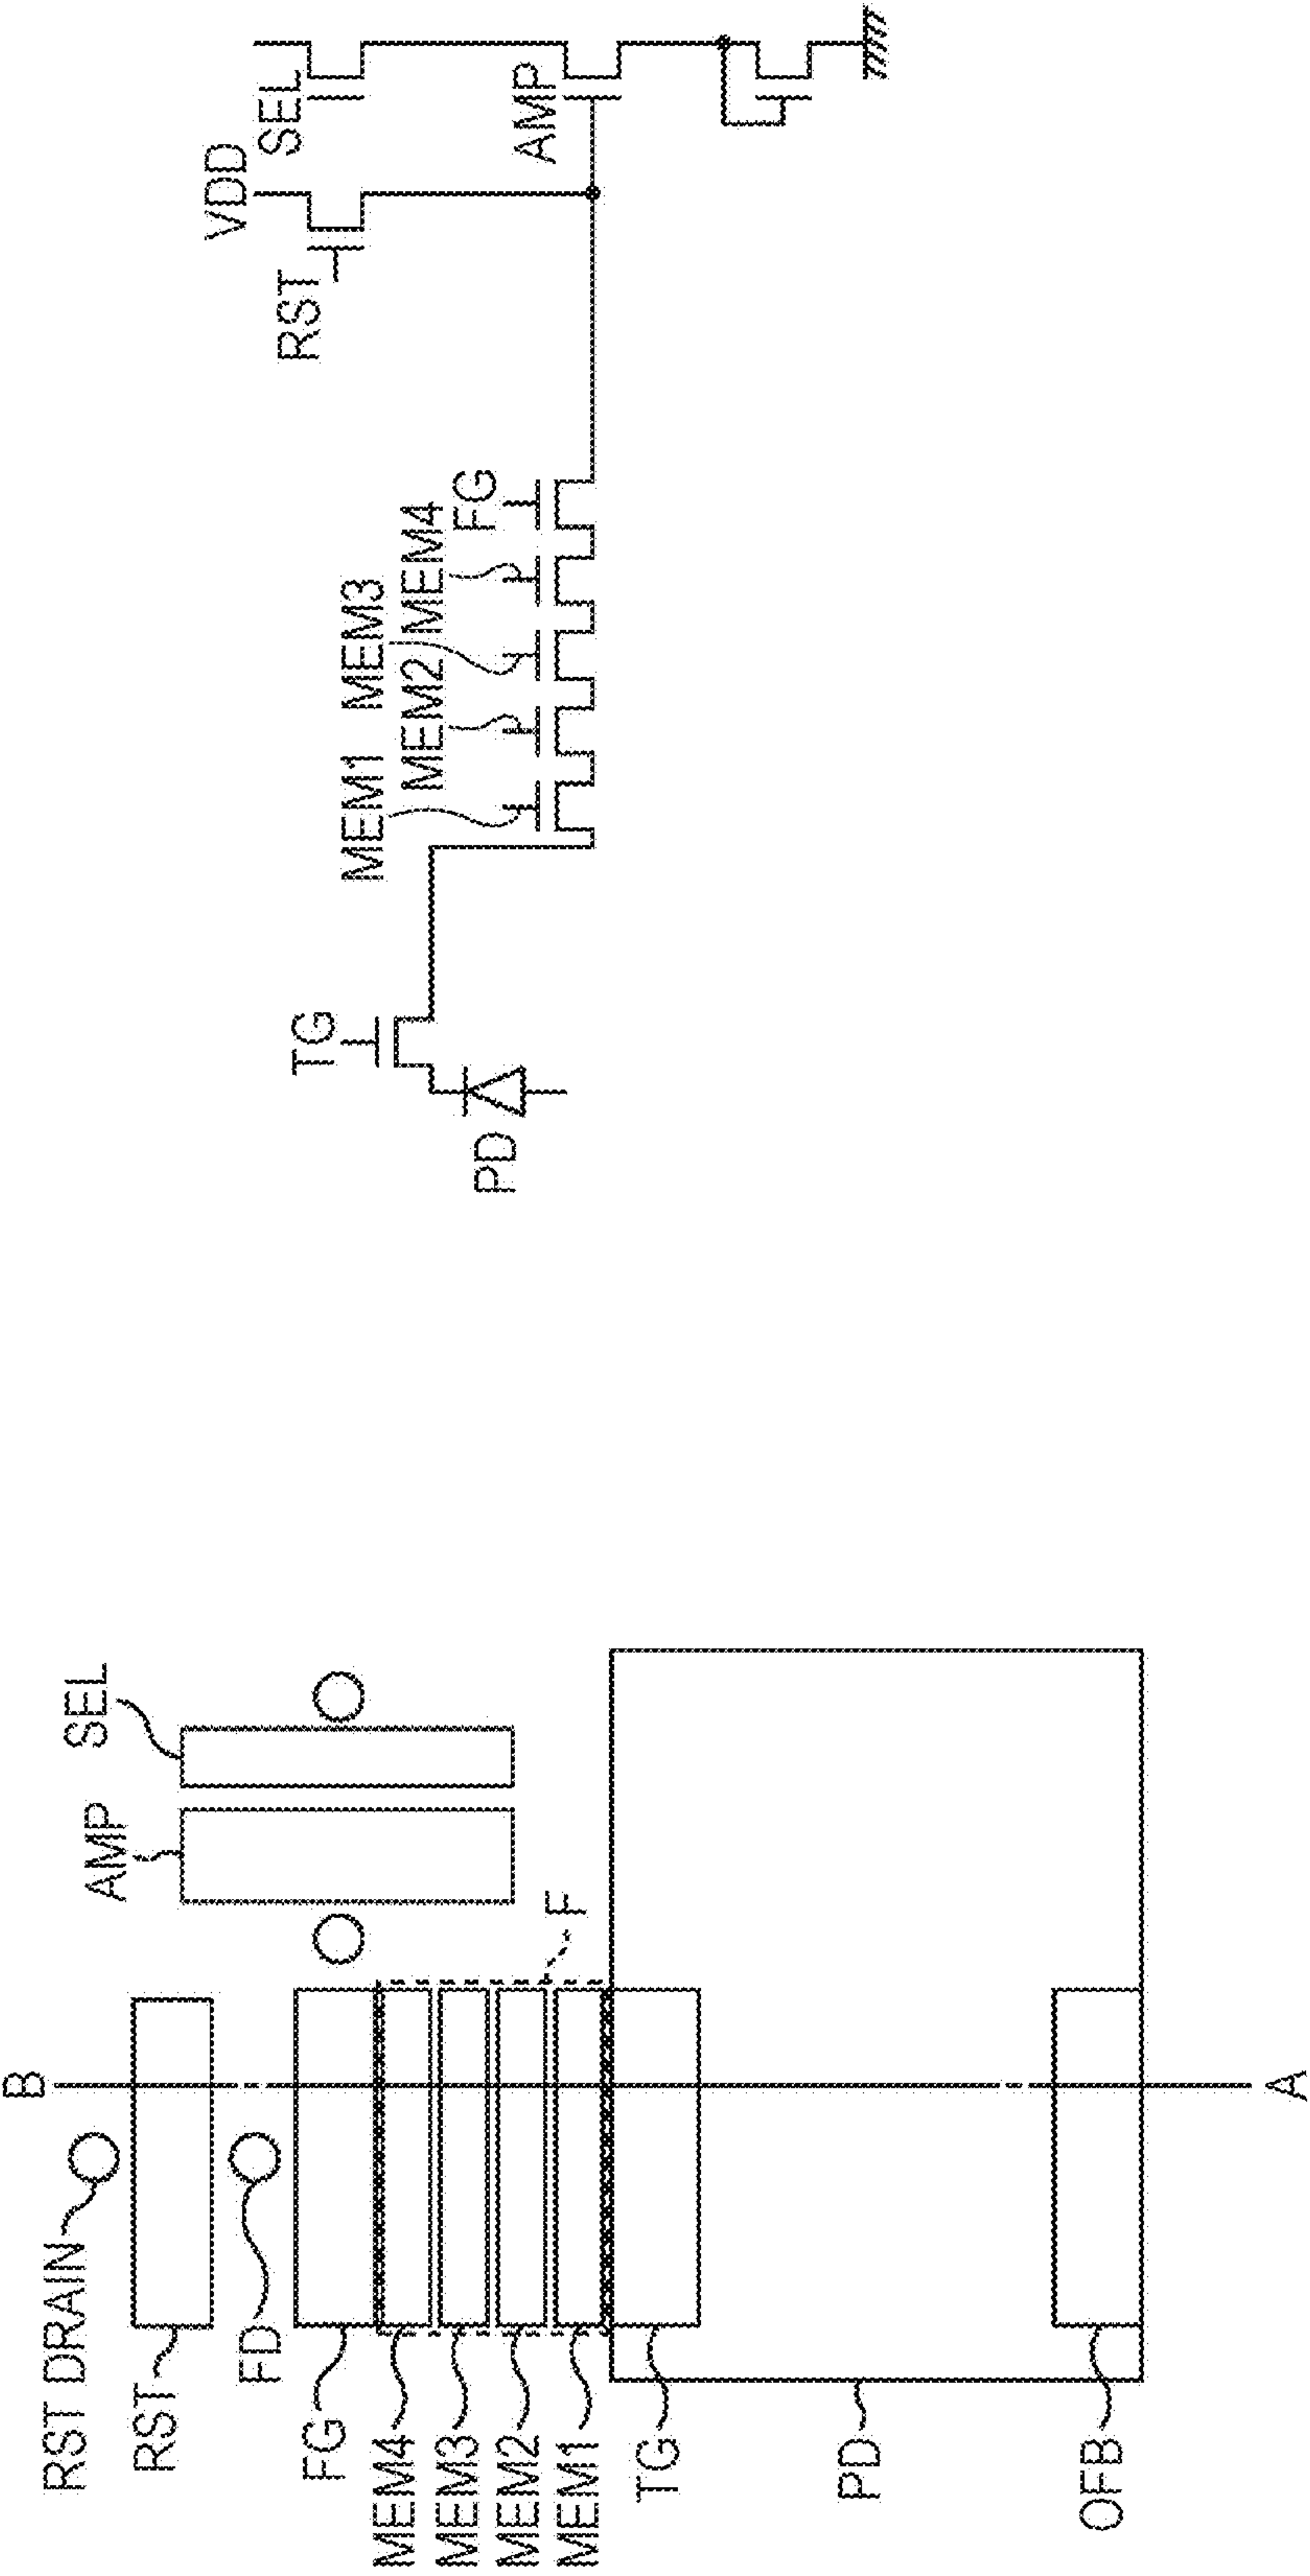 B
RST DRAIN
RST
FD
FG
MEM4
MEM3
MEM2
MEM1
TG
PD
OFB
A
F
AMP
SEL
PD
TG
MEM1
MEM2
MEM3
MEM4
FG
RST
VDD
SEL
AMP